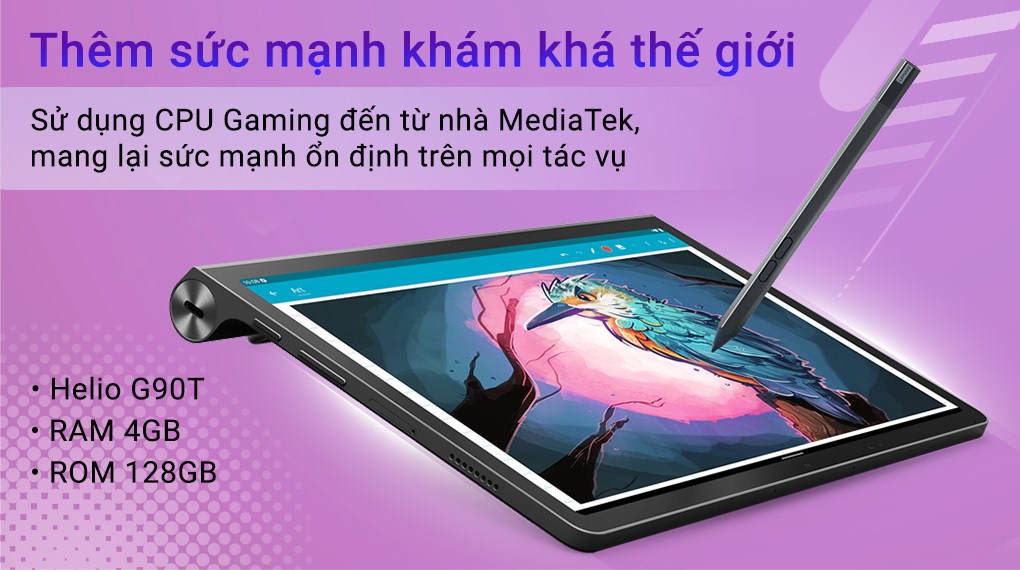 Thêm sức mạnh khám khá thế giới
Sử dụng CPU Gaming đến từ nhà MediaTek,
mang lại sức mạnh ổn định trên mọi tác vụ
• Helio G90T
• RAM 4GB
• ROM 128GB